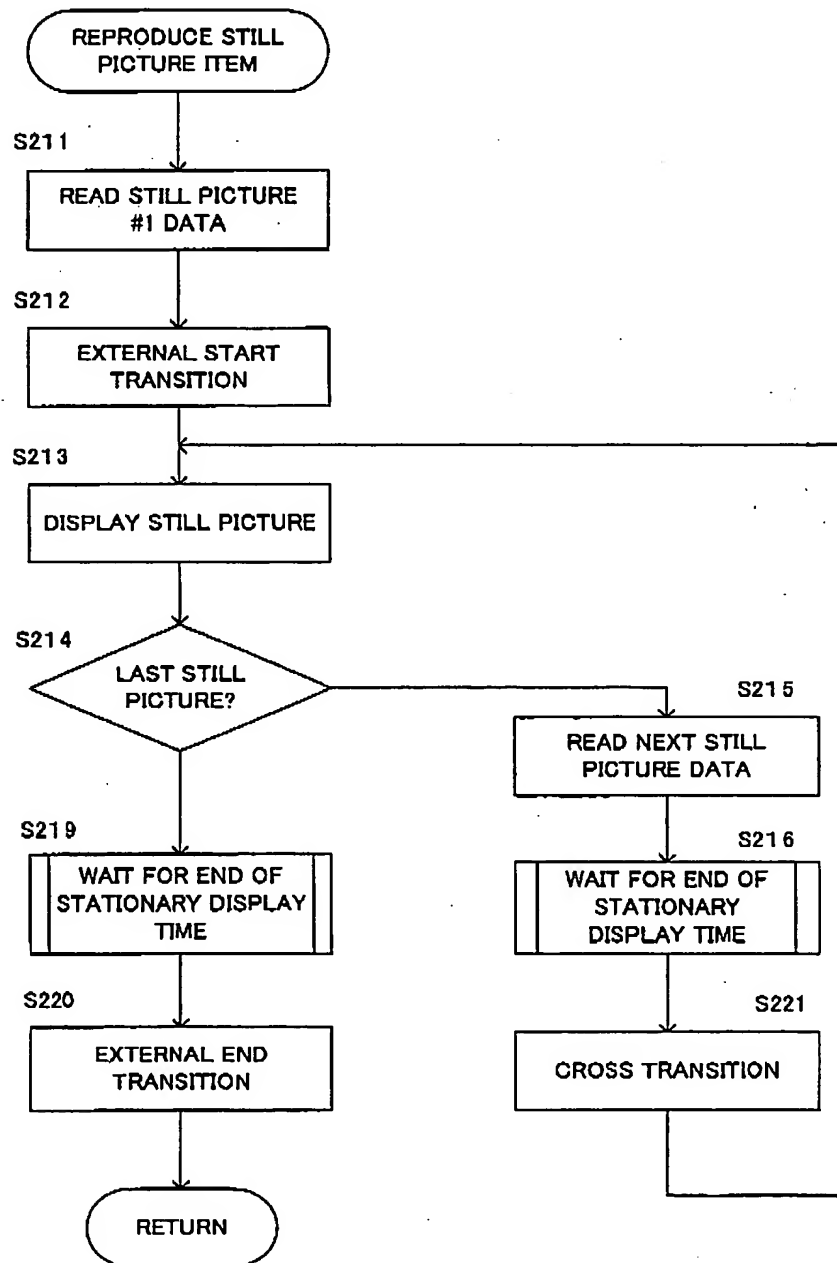 REPRODUCE STILL
PICTURE ITEM
S211
READ STILL PICTURE
#1 DATA
S212
EXTERNAL START
TRANSITION
S213
DISPLAY STILL PICTURE
S214
LAST STILL
PICTURE?
S215
READ NEXT STILL
PICTURE DATA
S219
WAIT FOR END OF
STATIONARY DISPLAY
TIME
S216
WAIT FOR END OF
STATIONARY
DISPLAY TIME
S220
EXTERNAL END
TRANSITION
S221
CROSS TRANSITION
RETURN